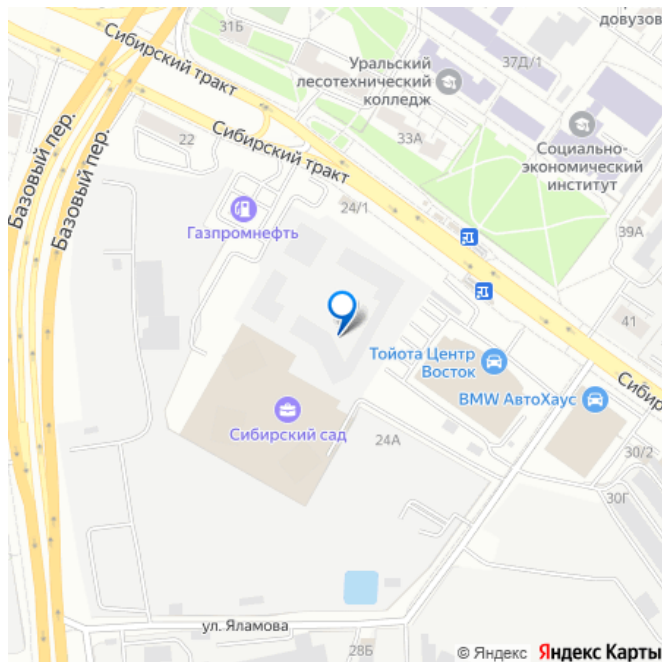 довузов
31Б
Сибирский тракт
Уральский
лесотехнический
колледж
37Д/1
Базовый пер.
Базовый пер.
22
Сибирский тракт
33А
Социально-
экономический
институт
24/1
Газпромнефть
39А
41
Тойота Центр
Восток
BMW АвтоХаус
Сибир
Сибирский сад
24А
30/2
30Г
ул. Яламова
28Б
© Яндекс Яндекс Карты